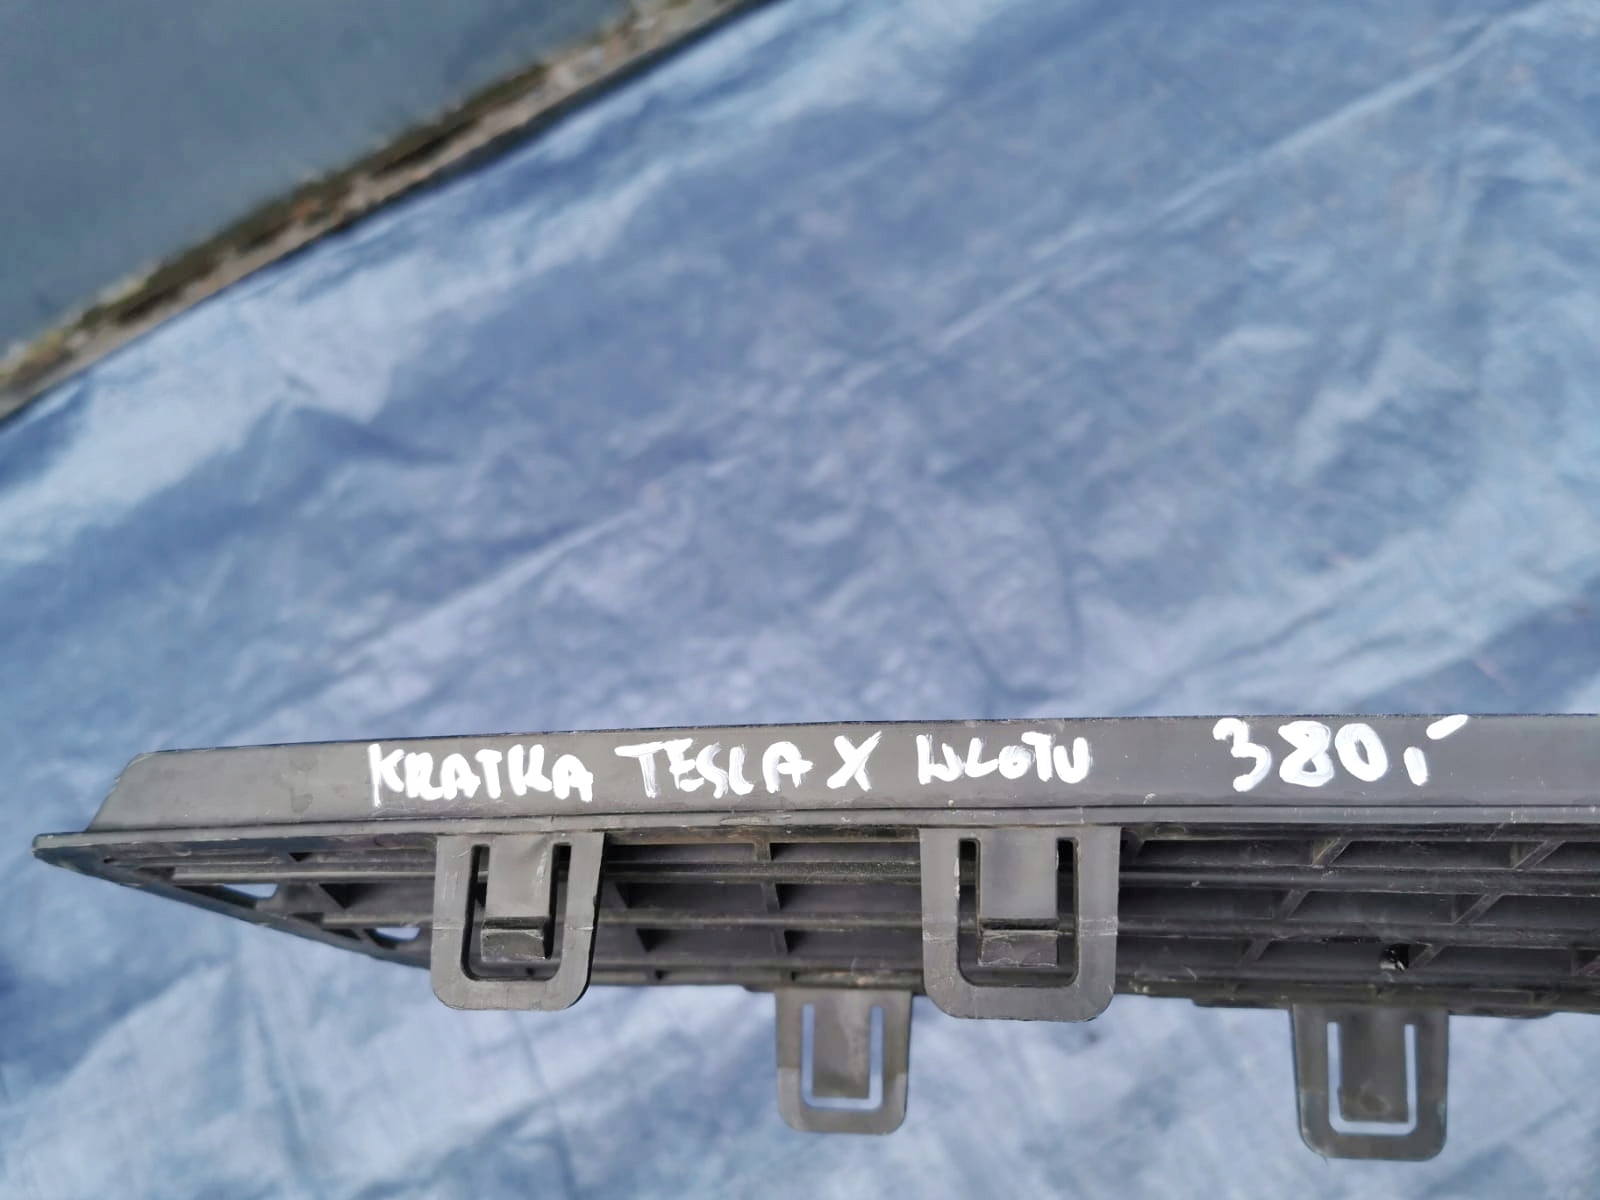 KRATKA TESLA X WLOTU 380,-